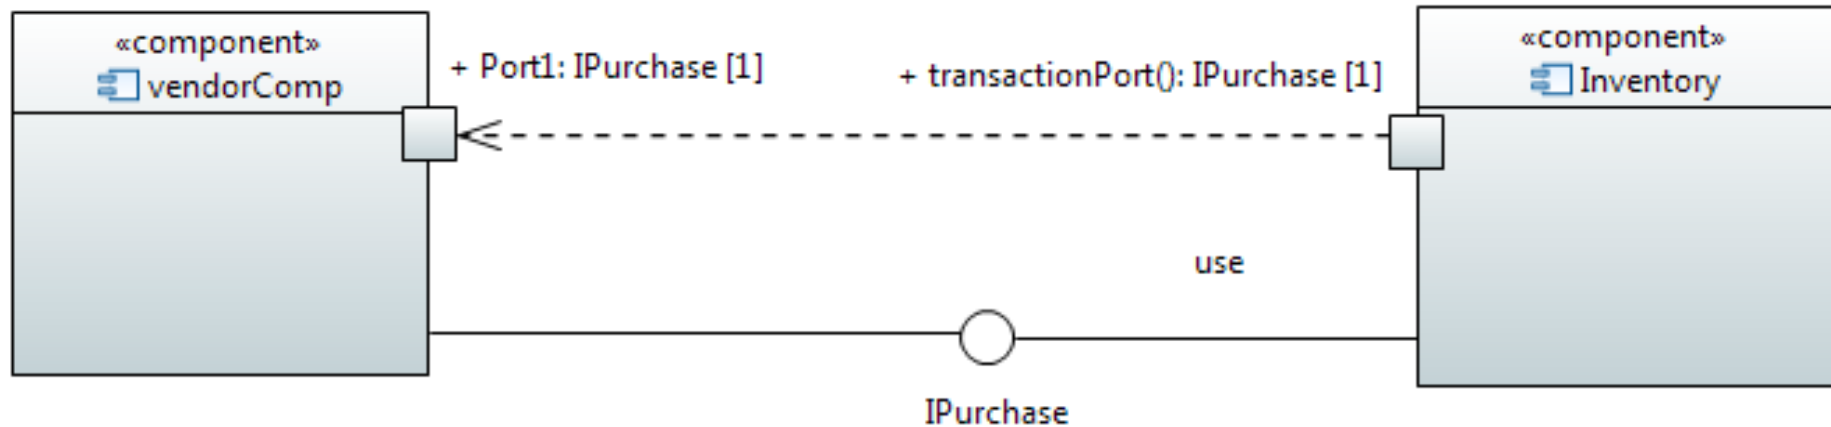 «component»
vendorComp
+ Port1: IPurchase [1]
+ transactionPort(): IPurchase [1]
«component»
Inventory
use
IPurchase